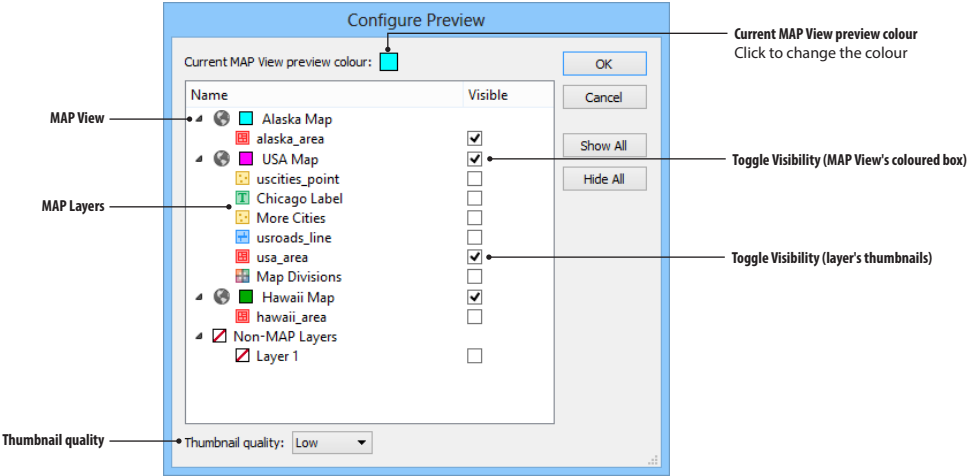 Configure Preview
Current MAP View preview colour
Click to change the colour
Current MAP View preview colour:
OK
Name Visible
Cancel
MAP View
Alaska Map
alaska_area
Show All
USA Map
Toggle Visibility (MAP View's coloured box)
uscities_point
Hide All
T Chicago Label
MAP Layers
More Cities
usroads_line
usa_area
Toggle Visibility (layer's thumbnails)
Map Divisions
Hawaii Map
hawaii_area
Non-MAP Layers
Layer 1
Thumbnail quality
Thumbnail quality: Low